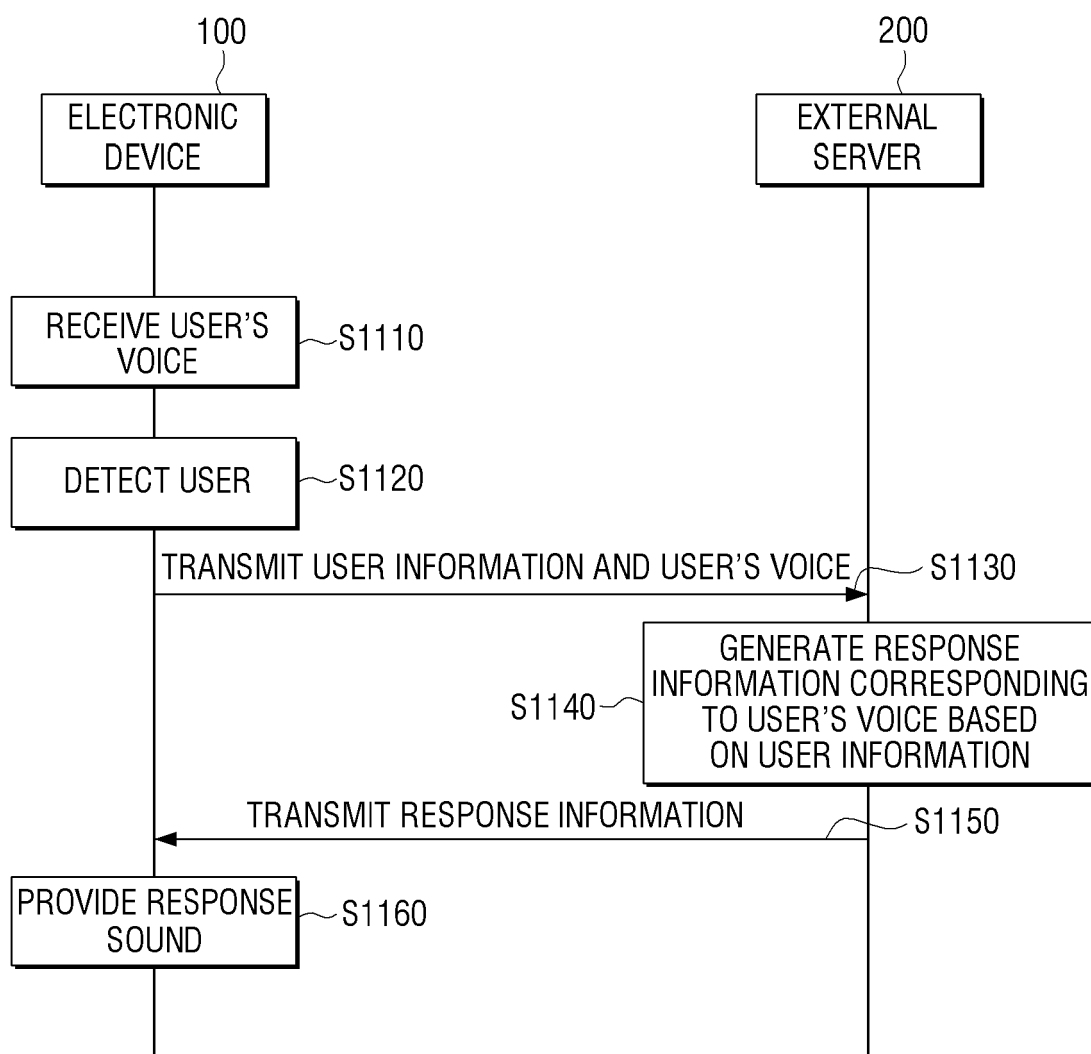 100
200
ELECTRONIC
DEVICE
EXTERNAL
SERVER
RECEIVE USER'S
VOICE
S1110
DETECT USER
S1120
TRANSMIT USER INFORMATION AND USER'S VOICE
S1130
GENERATE RESPONSE
INFORMATION CORRESPONDING
TO USER'S VOICE BASED
ON USER INFORMATION
S1140
TRANSMIT RESPONSE INFORMATION
S1150
PROVIDE RESPONSE
SOUND
S1160